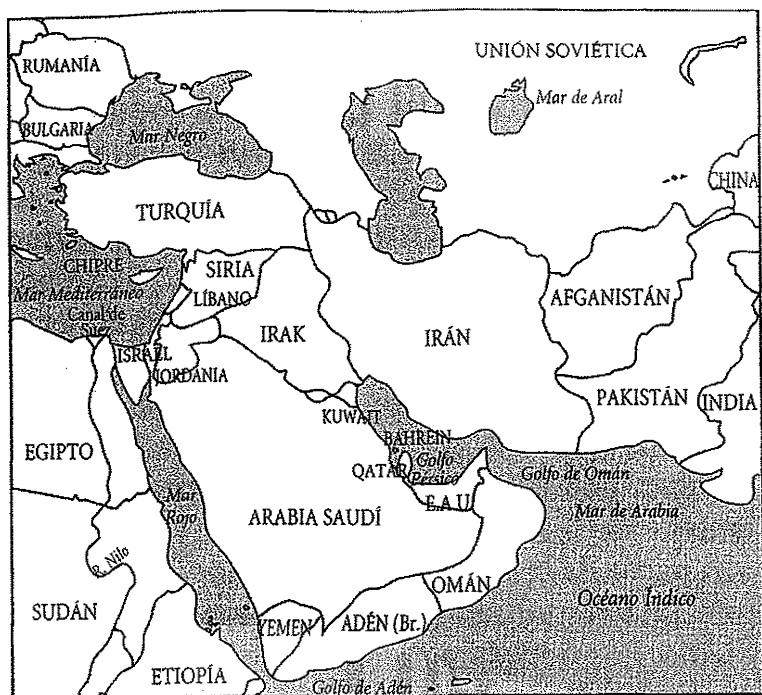 UNIÓN SOVIÉTICA
RUMANÍA
Mar de Aral
BULGARIA
Mar Negro
CHINA
TURQUÍA
CHIPRE
SIRIA
Mar Mediterráneo
LÍBANO
AFGANISTÁN
Canal de
Suez
IRAK
IRÁN
ISRAEL
JORDANIA
PAKISTÁN
INDIA
KUWAIT
EGIPTO
BAHREIN
QATAR
Golfo
Pérsico
Golfo de Omán
Mar
Rojo
E.A.U.
ARABIA SAUDÍ
Mar de Arabia
R. Nilo
OMÁN
Océano Índico
SUDÁN
YEMEN
ADÉN (Br.)
ETIOPÍA
Golfo de Adén